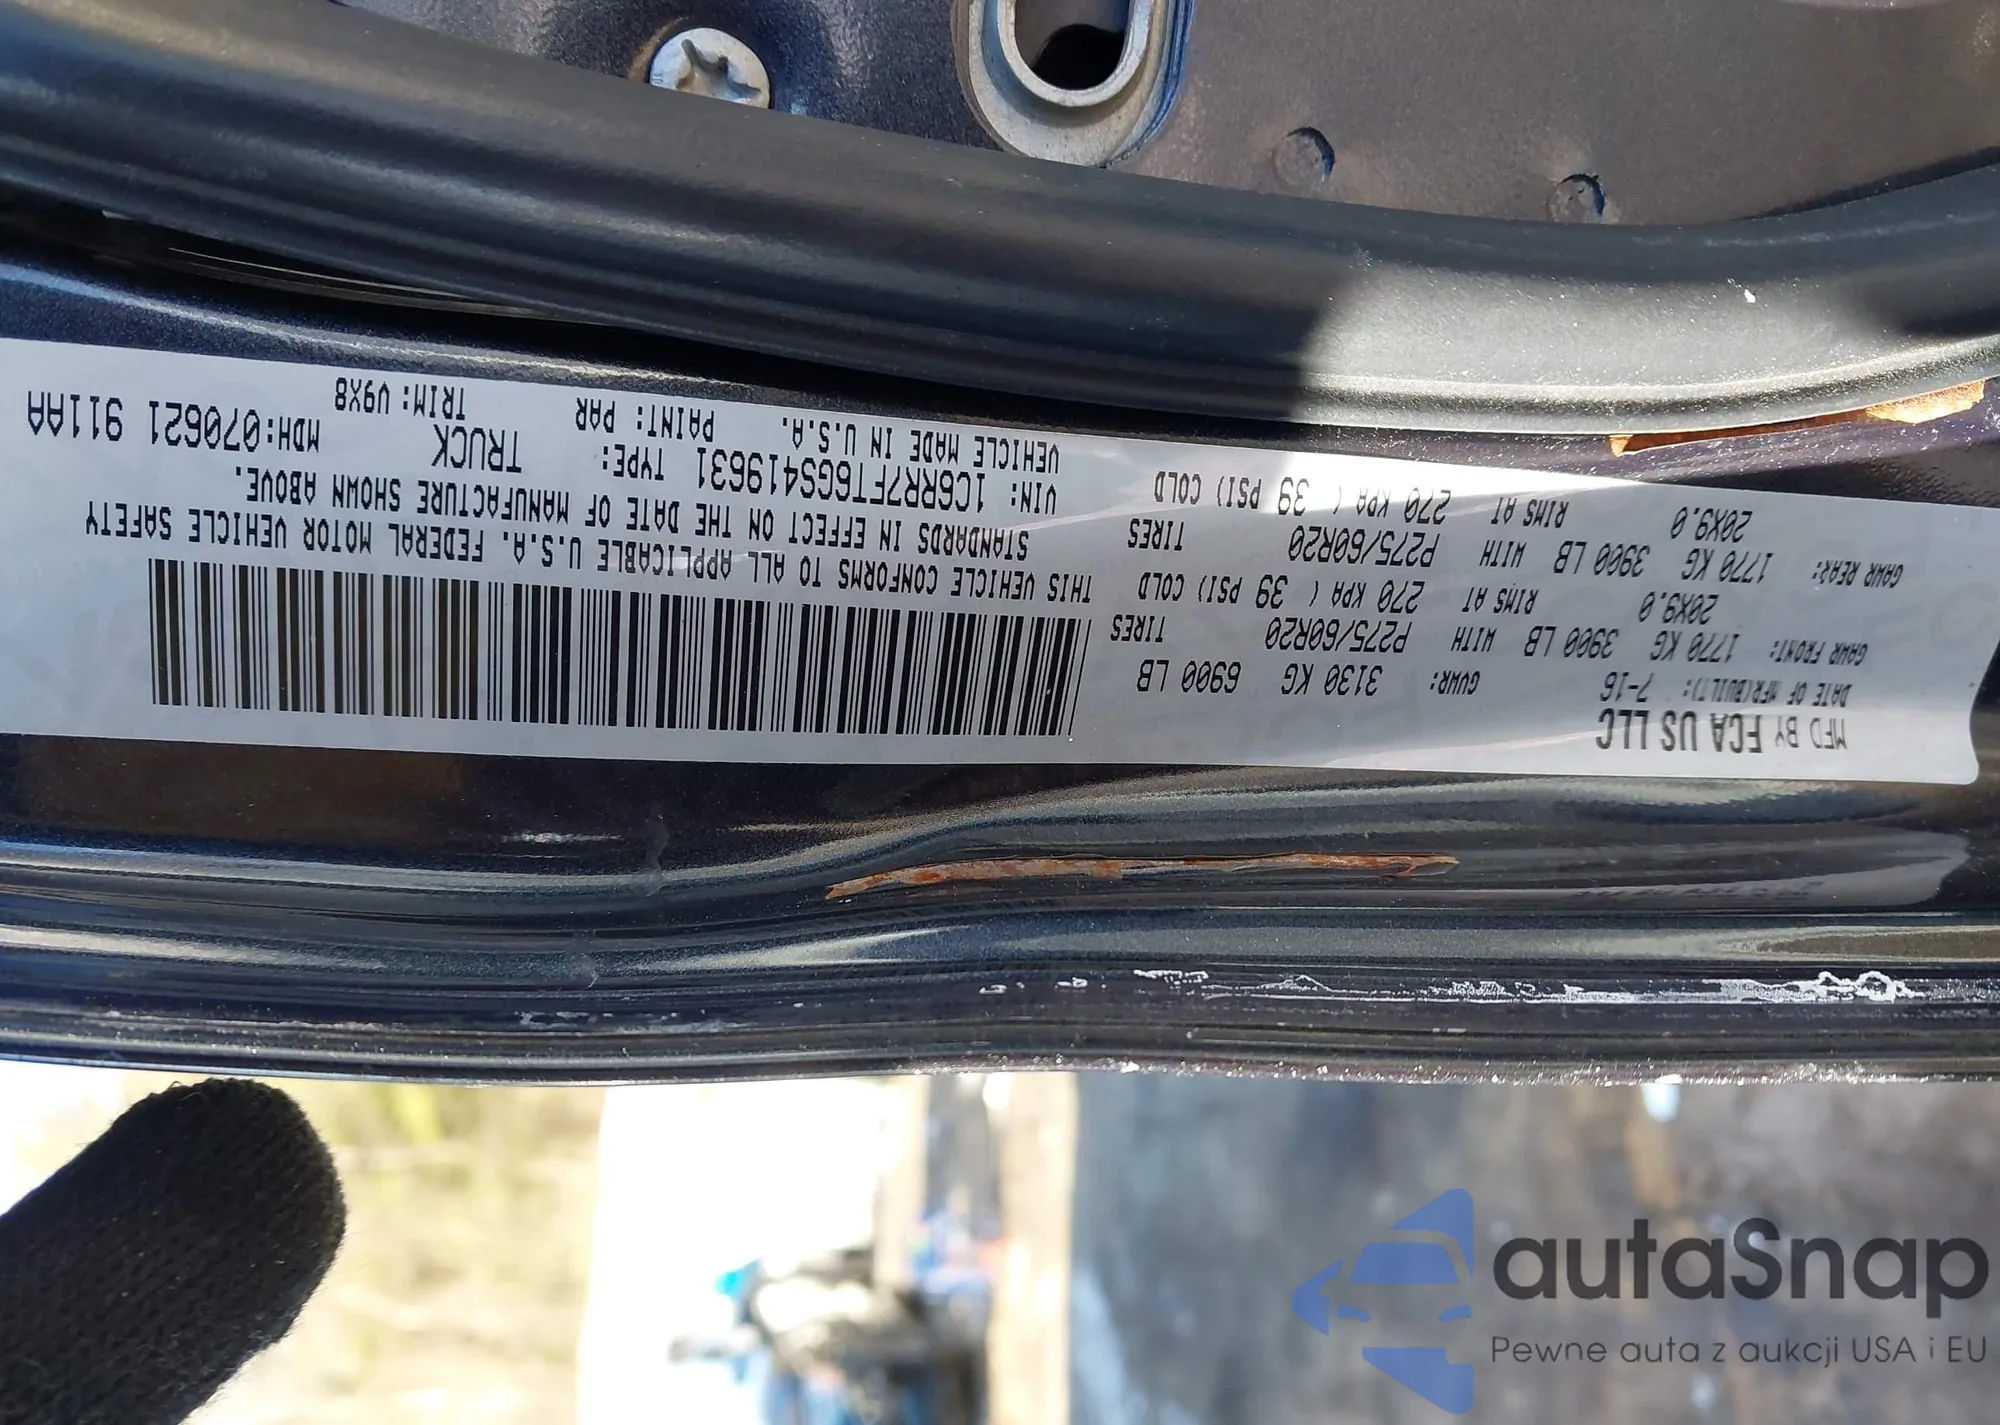 MFD BY FCA US LLC
DATE OF MFR(BUILT): 7-16
GVWR: 3130 KG 6900 LB
GAWR FRONT: 1770 KG 3900 LB WITH P275/60R20 TIRES
20X9.0 RIMS AT 270 KPA ( 39 PSI) COLD
GAWR REAR: 1770 KG 3900 LB WITH P275/60R20 TIRES
20X9.0 RIMS AT 270 KPA ( 39 PSI) COLD
THIS VEHICLE CONFORMS TO ALL APPLICABLE U.S.A. FEDERAL MOTOR VEHICLE SAFETY
STANDARDS IN EFFECT ON THE DATE OF MANUFACTURE SHOWN ABOVE.
VIN: 1C6RR7FT6GS419631 TYPE: TRUCK MDH:070621 911AA
VEHICLE MADE IN U.S.A. PAINT: PAR TRIM: V9X8
autaSnap
Pewne auta z aukcji USA i EU